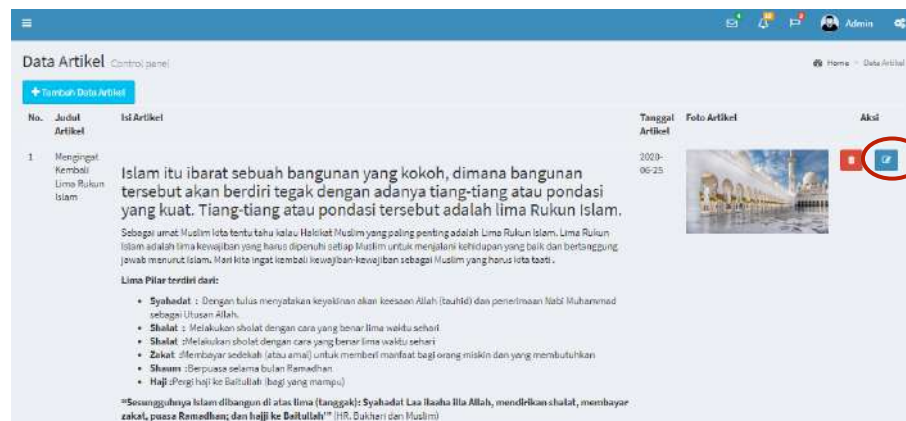 Admin
Data Artikel Control panel
Home > Data Artikel
+ Tambah Data Artikel
No. Judul Artikel Isi Artikel Tanggal Artikel Foto Artikel Aksi
1 Mengingat Kembali Lima Rukun Islam
Islam itu ibarat sebuah bangunan yang kokoh, dimana bangunan
tersebut akan berdiri tegak dengan adanya tiang-tiang atau pondasi
yang kuat. Tiang-tiang atau pondasi tersebut adalah lima Rukun Islam.
2020-06-25
Sebagai umat Muslim kita tentu tahu kalau Hakikat Muslim yang paling penting adalah Lima Rukun Islam. Lima Rukun
Islam adalah lima kewajiban yang harus dipenuhi setiap Muslim untuk menjalani kehidupan yang baik dan bertanggung
jawab menurut Islam. Mari kita ingat kembali kewajiban-kewajiban sebagai Muslim yang harus kita taati .
Lima Pilar terdiri dari:
• Syahadat : Dengan tulus menyatakan keyakinan akan keesaan Allah (tauhid) dan penerimaan Nabi Muhammad
sebagai Utusan Allah.
• Shalat : Melakukan sholat dengan cara yang benar lima waktu sehari
• Shalat :Melakukan sholat dengan cara yang benar lima waktu sehari
• Zakat :Membayar sedekah (atau amal) untuk memberi manfaat bagi orang miskin dan yang membutuhkan
• Shaum :Berpuasa selama bulan Ramadhan
• Haji :Pergi haji ke Baitullah (bagi yang mampu)
"Sesungguhnya Islam dibangun di atas lima (tanggak): Syahadat Laa ilaaha illa Allah, mendirikan shalat, membayar
zakat, puasa Ramadhan; dan hajji ke Baitullah'" (HR. Bukhari dan Muslim)